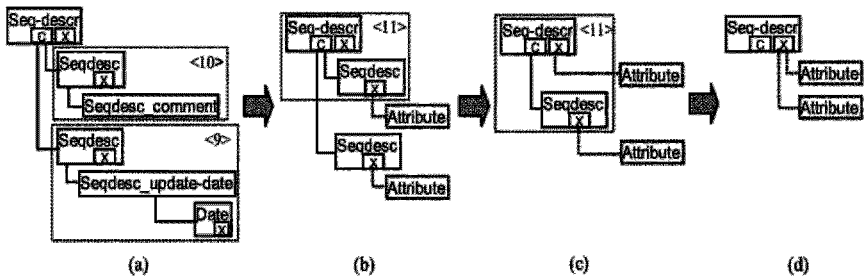 Seq-descr
C X
<10>
Seqdesc
X
Seqdesc_comment
<9>
Seqdesc
X
Seqdesc_update-date
Date
X
(a)
Seq-descr
<11>
C X
Seqdesc
X
Attribute
Seqdesc
X
Attribute
(b)
Seq-descr
<11>
C X
Attribute
Seqdesc
X
Attribute
(c)
Seq-descr
C X
Attribute
Attribute
(d)